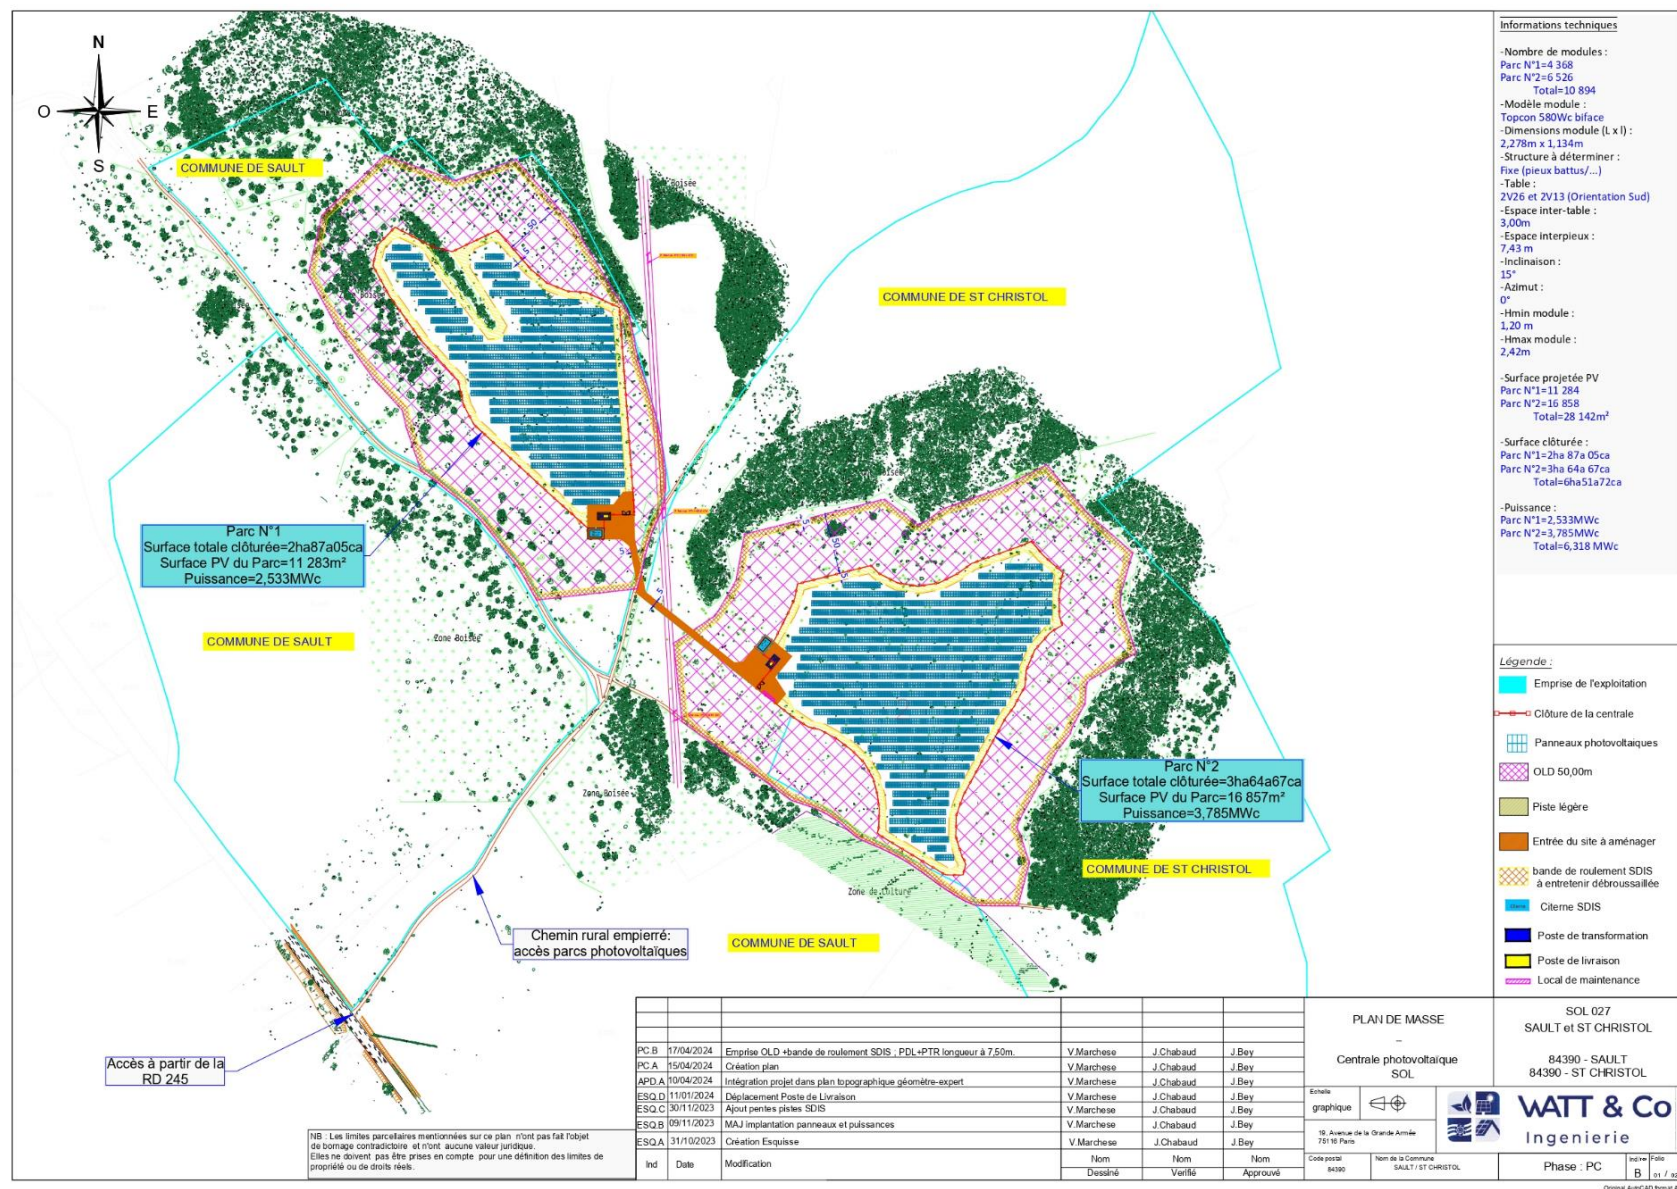 N
O
E
S
COMMUNE DE SAULT
COMMUNE DE ST CHRISTOL
Parc N°1
Surface totale clôturée=2ha87a05ca
Surface PV du Parc=11 283m²
Puissance=2,533MWc
COMMUNE DE SAULT
Zone Boisée
Zone Boisée
Parc N°2
Surface totale clôturée=3ha64a67ca
Surface PV du Parc=16 857m²
Puissance=3,785MWc
COMMUNE DE ST CHRISTOL
Zone de culture
COMMUNE DE SAULT
Chemin rural empierré:
accès parcs photovoltaïques
Accès à partir de la
RD 245
NB : Les limites parcellaires mentionnées sur ce plan n'ont pas fait l'objet
de bornage contradictoire et n'ont aucune valeur juridique.
Elles ne doivent pas être prises en compte pour une définition des limites de
propriété ou de droits réels.
Informations techniques
-Nombre de modules :
Parc N°1=4 368
Parc N°2=6 526
Total=10 894
-Modèle module :
Topcon 580Wc biface
-Dimensions module (L x l) :
2,278m x 1,134m
-Structure à déterminer :
Fixe (pieux battus/...)
-Table :
2V26 et 2V13 (Orientation Sud)
-Espace inter-table :
3,00m
-Espace interpieux :
7,43 m
-Inclinaison :
15°
-Azimut :
0°
-Hmin module :
1,20 m
-Hmax module :
2,42m
-Surface projetée PV
Parc N°1=11 284
Parc N°2=16 858
Total=28 142m²
-Surface clôturée :
Parc N°1=2ha 87a 05ca
Parc N°2=3ha 64a 67ca
Total=6ha51a72ca
-Puissance :
Parc N°1=2,533MWc
Parc N°2=3,785MWc
Total=6,318 MWc
Légende :
Emprise de l'exploitation
Clôture de la centrale
Panneaux photovoltaiques
OLD 50,00m
Piste légère
Entrée du site à aménager
bande de roulement SDIS
à entretenir débroussaillée
Citerne SDIS
Poste de transformation
Poste de livraison
Local de maintenance
PC.B 17/04/2024 Emprise OLD +bande de roulement SDIS ; PDL+PTR longueur à 7,50m. V.Marchese J.Chabaud J.Bey
PC.A 15/04/2024 Création plan V.Marchese J.Chabaud J.Bey
APD.A 10/04/2024 Intégration projet dans plan topographique géomètre-expert V.Marchese J.Chabaud J.Bey
ESQ.D 11/01/2024 Déplacement Poste de Livraison V.Marchese J.Chabaud J.Bey
ESQ.C 30/11/2023 Ajout pentes pistes SDIS V.Marchese J.Chabaud J.Bey
ESQ.B 09/11/2023 MAJ implantation panneaux et puissances V.Marchese J.Chabaud J.Bey
ESQ.A 31/10/2023 Création Esquisse V.Marchese J.Chabaud J.Bey
Ind Date Modification Nom Nom Nom
Dessiné Verifié Approuvé
PLAN DE MASSE
–
Centrale photovoltaique
SOL
SOL 027
SAULT et ST CHRISTOL
84390 - SAULT
84390 - ST CHRISTOL
Echelle
graphique
19, Avenue de la Grande Armée
75116 Paris
WATT & Co
Ingenierie
Code postal
84390
Nom de la Commune
SAULT / ST CHRISTOL
Phase : PC
Indice
B
Folio